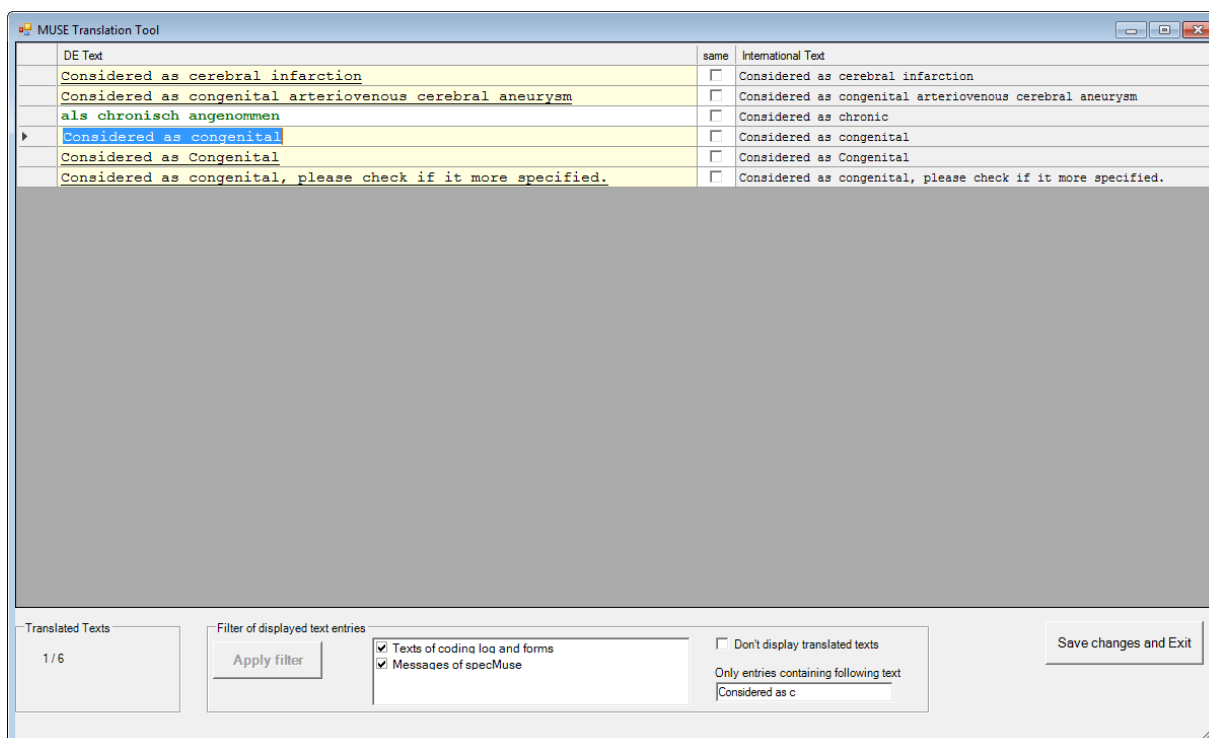 MUSE Translation Tool
DE Text same International Text
Considered as cerebral infarction Considered as cerebral infarction
Considered as congenital arteriovenous cerebral aneurysm Considered as congenital arteriovenous cerebral aneurysm
als chronisch angenommen Considered as chronic
Considered as congenital Considered as congenital
Considered as Congenital Considered as Congenital
Considered as congenital, please check if it more specified. Considered as congenital, please check if it more specified.
Translated Texts
1 / 6
Filter of displayed text entries
Apply filter
Texts of coding log and forms
Messages of specMuse
Don't display translated texts
Only entries containing following text
Considered as c
Save changes and Exit